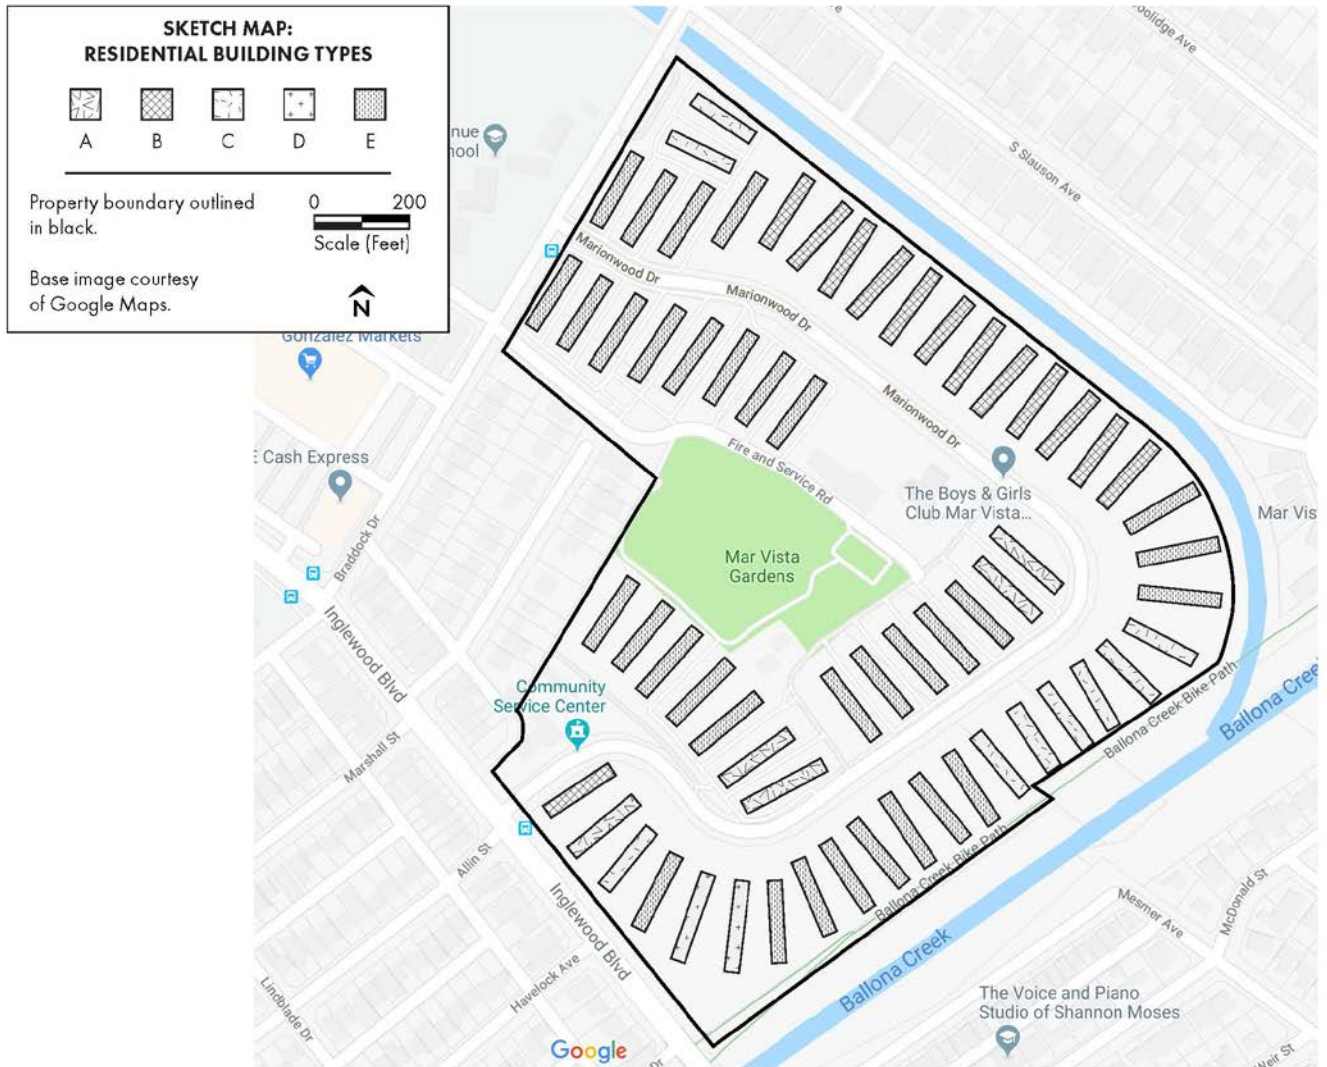 SKETCH MAP:
RESIDENTIAL BUILDING TYPES
A B C D E
Property boundary outlined
in black.
0 200
Scale (Feet)
Base image courtesy
of Google Maps.
N
nue
ool
oolidge Ave
S Slauson Ave
Marionwood Dr
Marionwood Dr
Marionwood Dr
Gonzalez Markets
E Cash Express
Braddock Dr
Fire and Service Rd
The Boys & Girls
Club Mar Vista...
Mar Vis
Mar Vista
Gardens
Inglewood Blvd
Community
Service Center
Marshall St
Allin St
Ballona-Creek-Bike-Path
Ballona Cree
Ballona-Creek-Bike-Path
Inglewood Blvd
Havelock Ave
Lindblade Dr
Ballona Creek
Mesmer Ave
McDonald St
The Voice and Piano
Studio of Shannon Moses
Google
Dr
Weir St